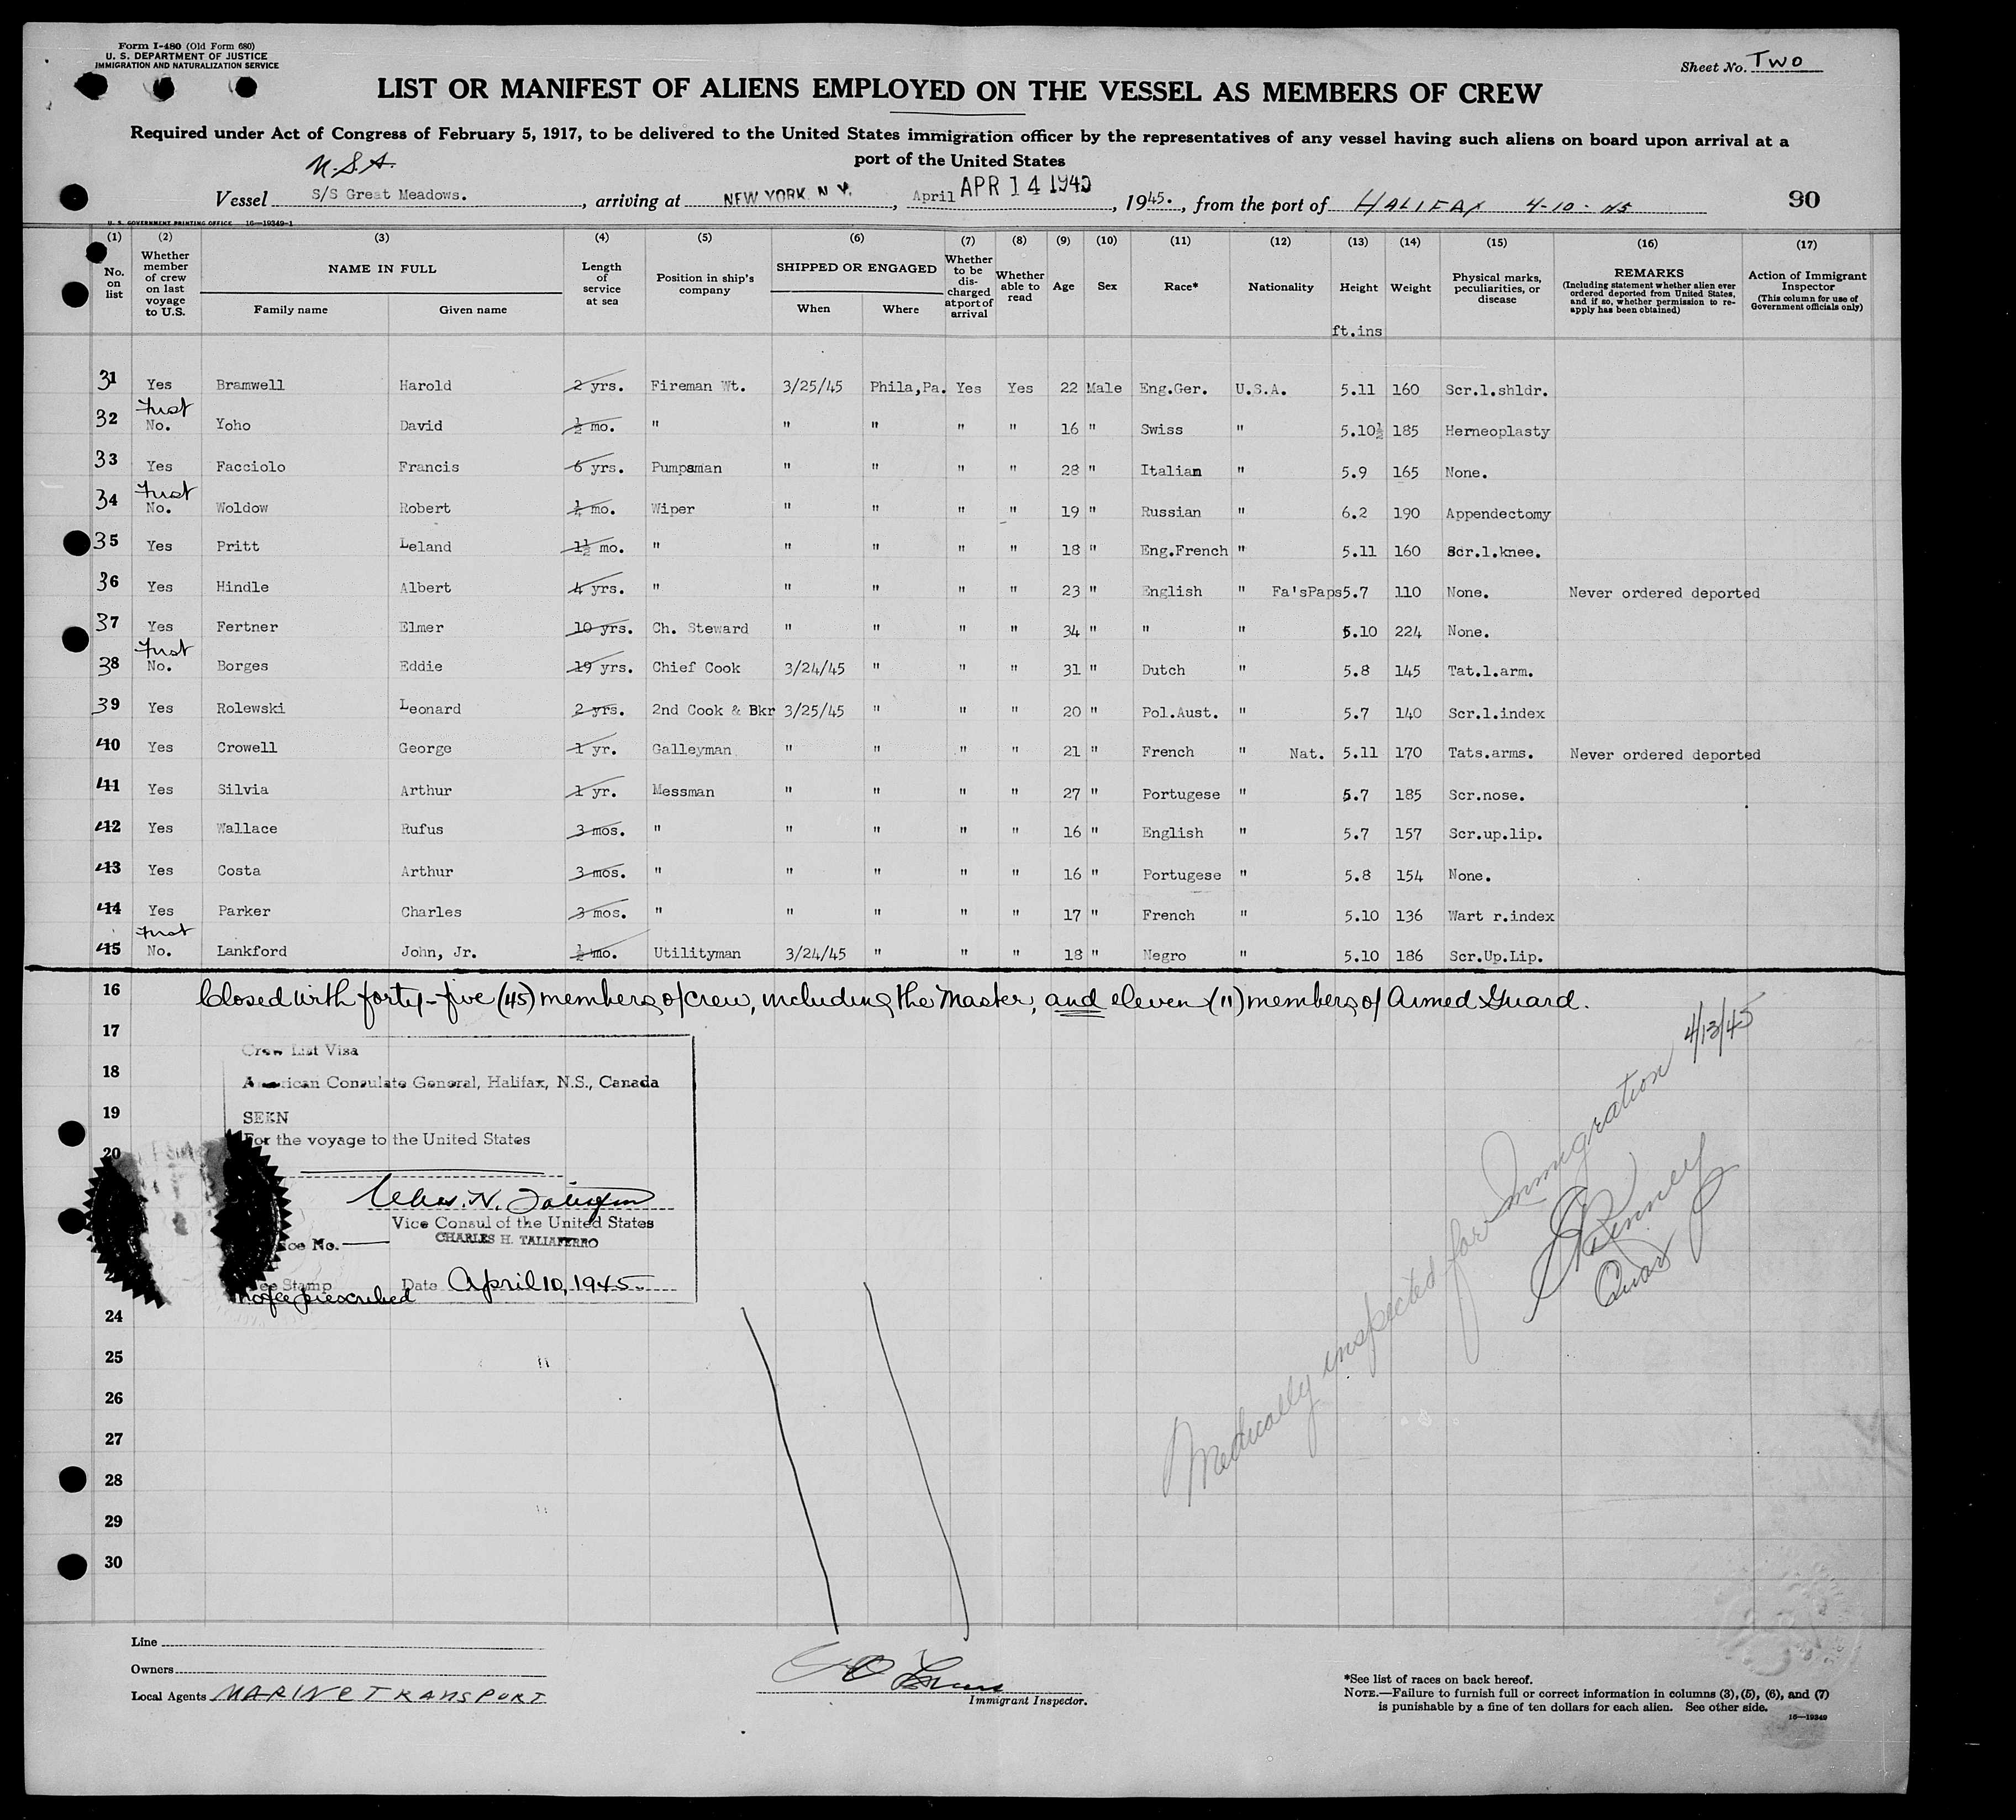 Form I-480 (Old Form 680)
U. S. DEPARTMENT OF JUSTICE
IMMIGRATION AND NATURALIZATION SERVICE
Sheet No. Two
LIST OR MANIFEST OF ALIENS EMPLOYED ON THE VESSEL AS MEMBERS OF CREW
Required under Act of Congress of February 5, 1917, to be delivered to the United States immigration officer by the representatives of any vessel having such aliens on board upon arrival at a
port of the United States
Vessel S/S Great Meadows. , arriving at NEW YORK N. Y. , April APR 14 1945 , 1945. , from the port of HALIFAX 4-10-45 90
U. S. GOVERNMENT PRINTING OFFICE 16—19349-1
(1) (2) (3) (4) (5) (6) (7) (8) (9) (10) (11) (12) (13) (14) (15) (16) (17)
No. on list
Whether member of crew on last voyage to U.S.
NAME IN FULL
Family name Given name
Length of service at sea
Position in ship's company
SHIPPED OR ENGAGED
When Where
Whether to be discharged at port of arrival
Whether able to read
Age Sex Race* Nationality Height Weight
ft.ins
Physical marks, peculiarities, or disease
REMARKS
(Including statement whether alien ever ordered deported from United States, and if so, whether permission to re-apply has been obtained)
Action of Immigrant Inspector
(This column for use of Government officials only)
31 Yes Bramwell Harold 2 yrs. Fireman Wt. 3/25/45 Phila,Pa. Yes Yes 22 Male Eng.Ger. U.S.A. 5.11 160 Scr.l.shldr.
First
32 No. Yoho David ½ mo. " " " " " 16 " Swiss " 5.10½ 185 Herneoplasty
33 Yes Facciolo Francis 6 yrs. Pumpsman " " " " 28 " Italian " 5.9 165 None.
First
34 No. Woldow Robert ½ mo. Wiper " " " " 19 " Russian " 6.2 190 Appendectomy
35 Yes Pritt Leland 1½ mo. " " " " " 18 " Eng.French " 5.11 160 Scr.l.knee.
36 Yes Hindle Albert 4 yrs. " " " " " 23 " English " Fa'sPaps 5.7 110 None. Never ordered deported
37 Yes Fertner Elmer 10 yrs. Ch. Steward " " " " 34 " " " 5.10 224 None.
First
38 No. Borges Eddie 19 yrs. Chief Cook 3/24/45 " " " 31 " Dutch " 5.8 145 Tat.l.arm.
39 Yes Rolewski Leonard 2 yrs. 2nd Cook & Bkr 3/25/45 " " " 20 " Pol.Aust. " 5.7 140 Scr.l.index
40 Yes Crowell George 1 yr. Galleyman " " " " 21 " French " Nat. 5.11 170 Tats.arms. Never ordered deported
41 Yes Silvia Arthur 1 yr. Messman " " " " 27 " Portugese " 5.7 185 Scr.nose.
42 Yes Wallace Rufus 3 mos. " " " " " 16 " English " 5.7 157 Scr.up.lip.
43 Yes Costa Arthur 3 mos. " " " " " 16 " Portugese " 5.8 154 None.
44 Yes Parker Charles 3 mos. " " " " " 17 " French " 5.10 136 Wart r.index
First
45 No. Lankford John, Jr. ½ mo. Utilityman 3/24/45 " " " 18 " Negro " 5.10 186 Scr.Up.Lip.
16 Closed with forty-five (45) members of crew, including the Master, and eleven (11) members of Armed Guard.
17
Crew List Visa
18 American Consulate General, Halifax, N.S., Canada
19 SEKN
For the voyage to the United States
20
Vice Consul of the United States
CHARLES H. TALIAFERRO
No.
Fee Stamp Date April 10, 1945
No fee prescribed
24
25
26
27
28
29
30
Medically inspected for Immigration 4/13/45
Line
Owners
Local Agents MARINE TRANSPORT
Immigrant Inspector.
*See list of races on back hereof.
NOTE.—Failure to furnish full or correct information in columns (3), (5), (6), and (7)
is punishable by a fine of ten dollars for each alien. See other side.
16—19349